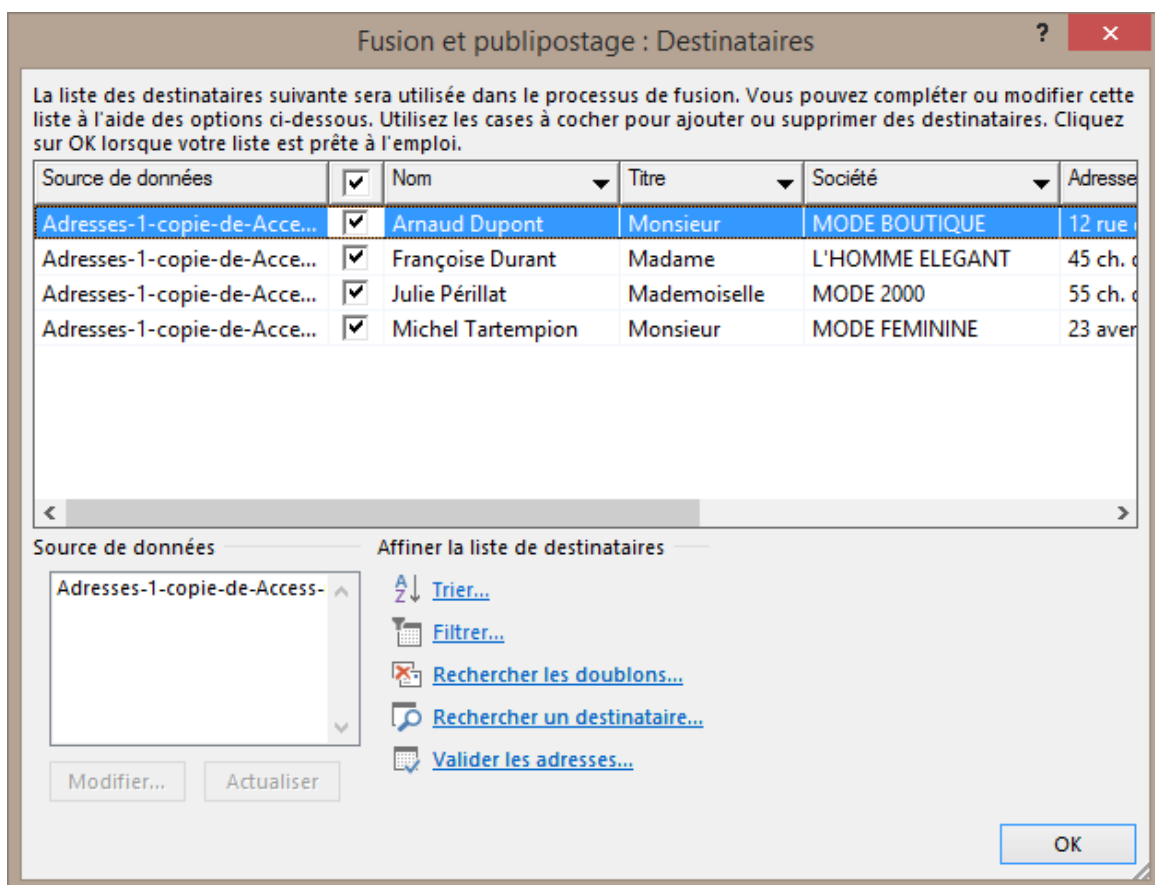 Fusion et publipostage : Destinataires
?
×
La liste des destinataires suivante sera utilisée dans le processus de fusion. Vous pouvez compléter ou modifier cette
liste à l'aide des options ci-dessous. Utilisez les cases à cocher pour ajouter ou supprimer des destinataires. Cliquez
sur OK lorsque votre liste est prête à l'emploi.
Source de données Nom Titre Société Adresse
Adresses-1-copie-de-Acce... Arnaud Dupont Monsieur MODE BOUTIQUE 12 rue
Adresses-1-copie-de-Acce... Françoise Durant Madame L'HOMME ELEGANT 45 ch.
Adresses-1-copie-de-Acce... Julie Périllat Mademoiselle MODE 2000 55 ch.
Adresses-1-copie-de-Acce... Michel Tartempion Monsieur MODE FEMININE 23 aver
Source de données
Adresses-1-copie-de-Access-
Modifier... Actualiser
Affiner la liste de destinataires
AZ Trier...
Filtrer...
Rechercher les doublons...
Rechercher un destinataire...
Valider les adresses...
OK